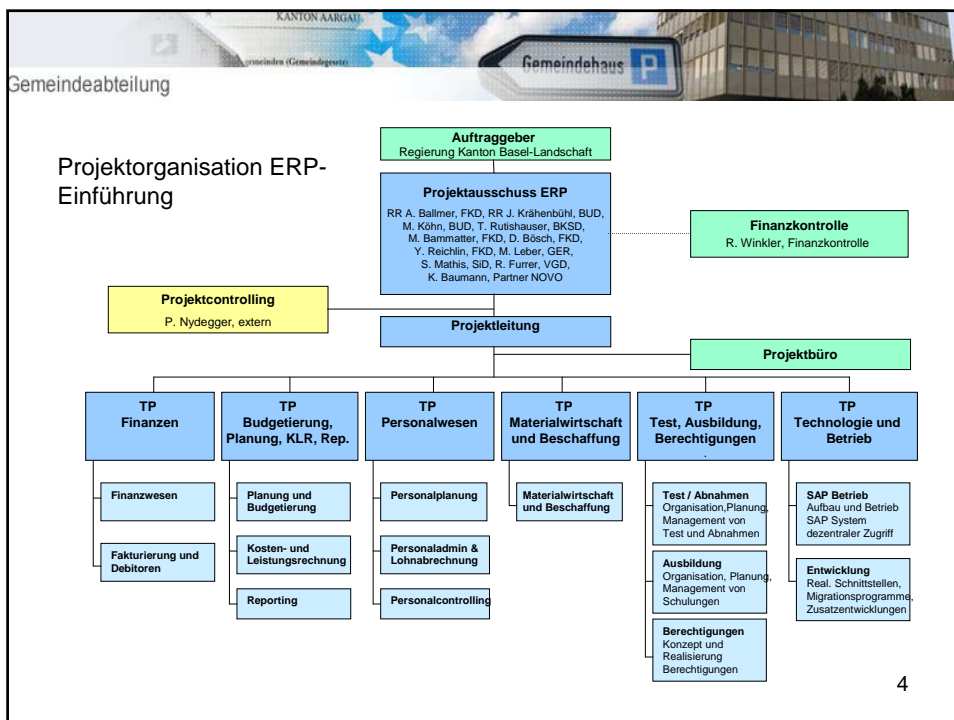 KANTON AARGAU
gemeinden (Gemeindegesetz)
Gemeindehaus P
Gemeindeabteilung
Projektorganisation ERP-
Einführung
Auftraggeber
Regierung Kanton Basel-Landschaft
Projektausschuss ERP
RR A. Ballmer, FKD, RR J. Krähenbühl, BUD,
M. Köhn, BUD, T. Rutishauser, BKSD,
M. Bammatter, FKD, D. Bösch, FKD,
Y. Reichlin, FKD, M. Leber, GER,
S. Mathis, SiD, R. Furrer, VGD,
K. Baumann, Partner NOVO
Finanzkontrolle
R. Winkler, Finanzkontrolle
Projektcontrolling
P. Nydegger, extern
Projektleitung
Projektbüro
TP
Finanzen
Finanzwesen
Fakturierung und
Debitoren
TP
Budgetierung,
Planung, KLR, Rep.
Planung und
Budgetierung
Kosten- und
Leistungsrechnung
Reporting
TP
Personalwesen
Personalplanung
Personaladmin &
Lohnabrechnung
Personalcontrolling
TP
Materialwirtschaft
und Beschaffung
Materialwirtschaft
und Beschaffung
TP
Test, Ausbildung,
Berechtigungen
.
Test / Abnahmen
Organisation,Planung,
Management von
Test und Abnahmen
Ausbildung
Organisation, Planung,
Management von
Schulungen
Berechtigungen
Konzept und
Realisierung
Berechtigungen
TP
Technologie und
Betrieb
SAP Betrieb
Aufbau und Betrieb
SAP System
dezentraler Zugriff
Entwicklung
Real. Schnittstellen,
Migrationsprogramme,
Zusatzentwicklungen
4